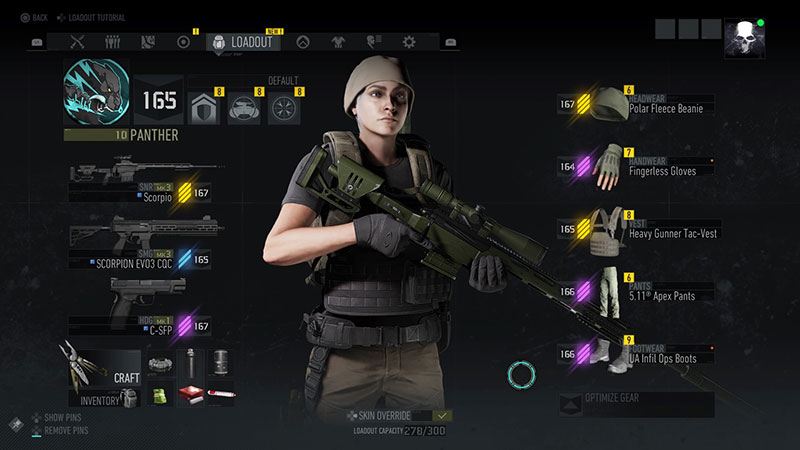 BACK
LOADOUT TUTORIAL
LOADOUT
NEW!
!
DEFAULT
165
8
8
8
10 PANTHER
SNR MK3
Scorpio
167
SMG MK3
SCORPION EVO3 CQC
165
HDG MK1
C-SFP
167
CRAFT
INVENTORY
SHOW PINS
REMOVE PINS
SKIN OVERRIDE
LOADOUT CAPACITY 278/300
167
6
HEADWEAR
Polar Fleece Beanie
164
7
HANDWEAR
Fingerless Gloves
165
8
VEST
Heavy Gunner Tac-Vest
166
6
PANTS
5.11® Apex Pants
166
9
FOOTWEAR
UA Infil Ops Boots
OPTIMIZE GEAR